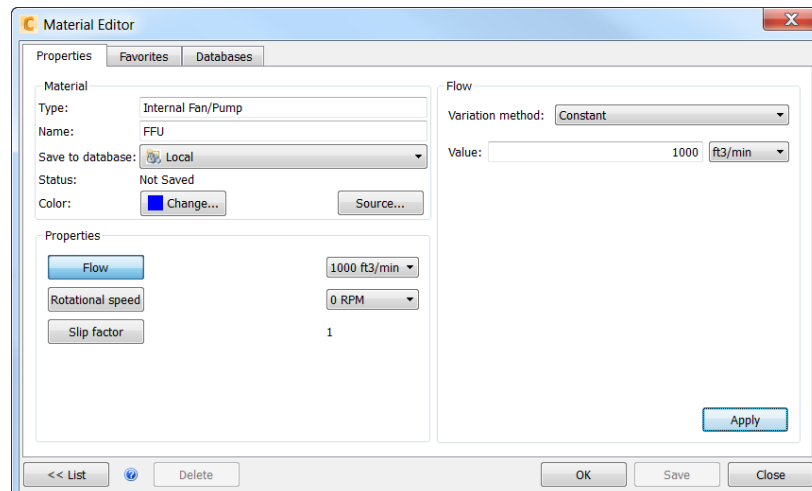 Material Editor
Properties Favorites Databases
Material
Type: Internal Fan/Pump
Name: FFU
Save to database: Local
Status: Not Saved
Color: Change... Source...
Properties
Flow 1000 ft3/min
Rotational speed 0 RPM
Slip factor 1
Flow
Variation method: Constant
Value: 1000 ft3/min
Apply
<< List Delete OK Save Close